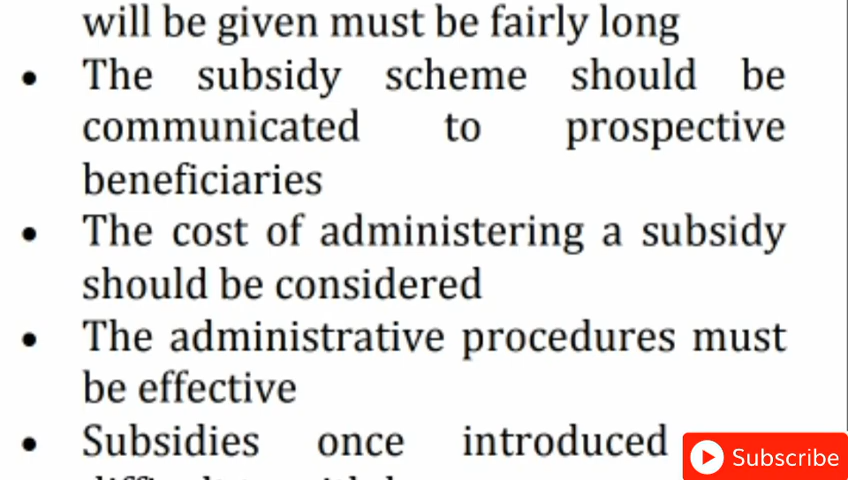 will be given must be fairly long
• The subsidy scheme should be
communicated to prospective
beneficiaries
• The cost of administering a subsidy
should be considered
• The administrative procedures must
be effective
• Subsidies once introduced
Subscribe